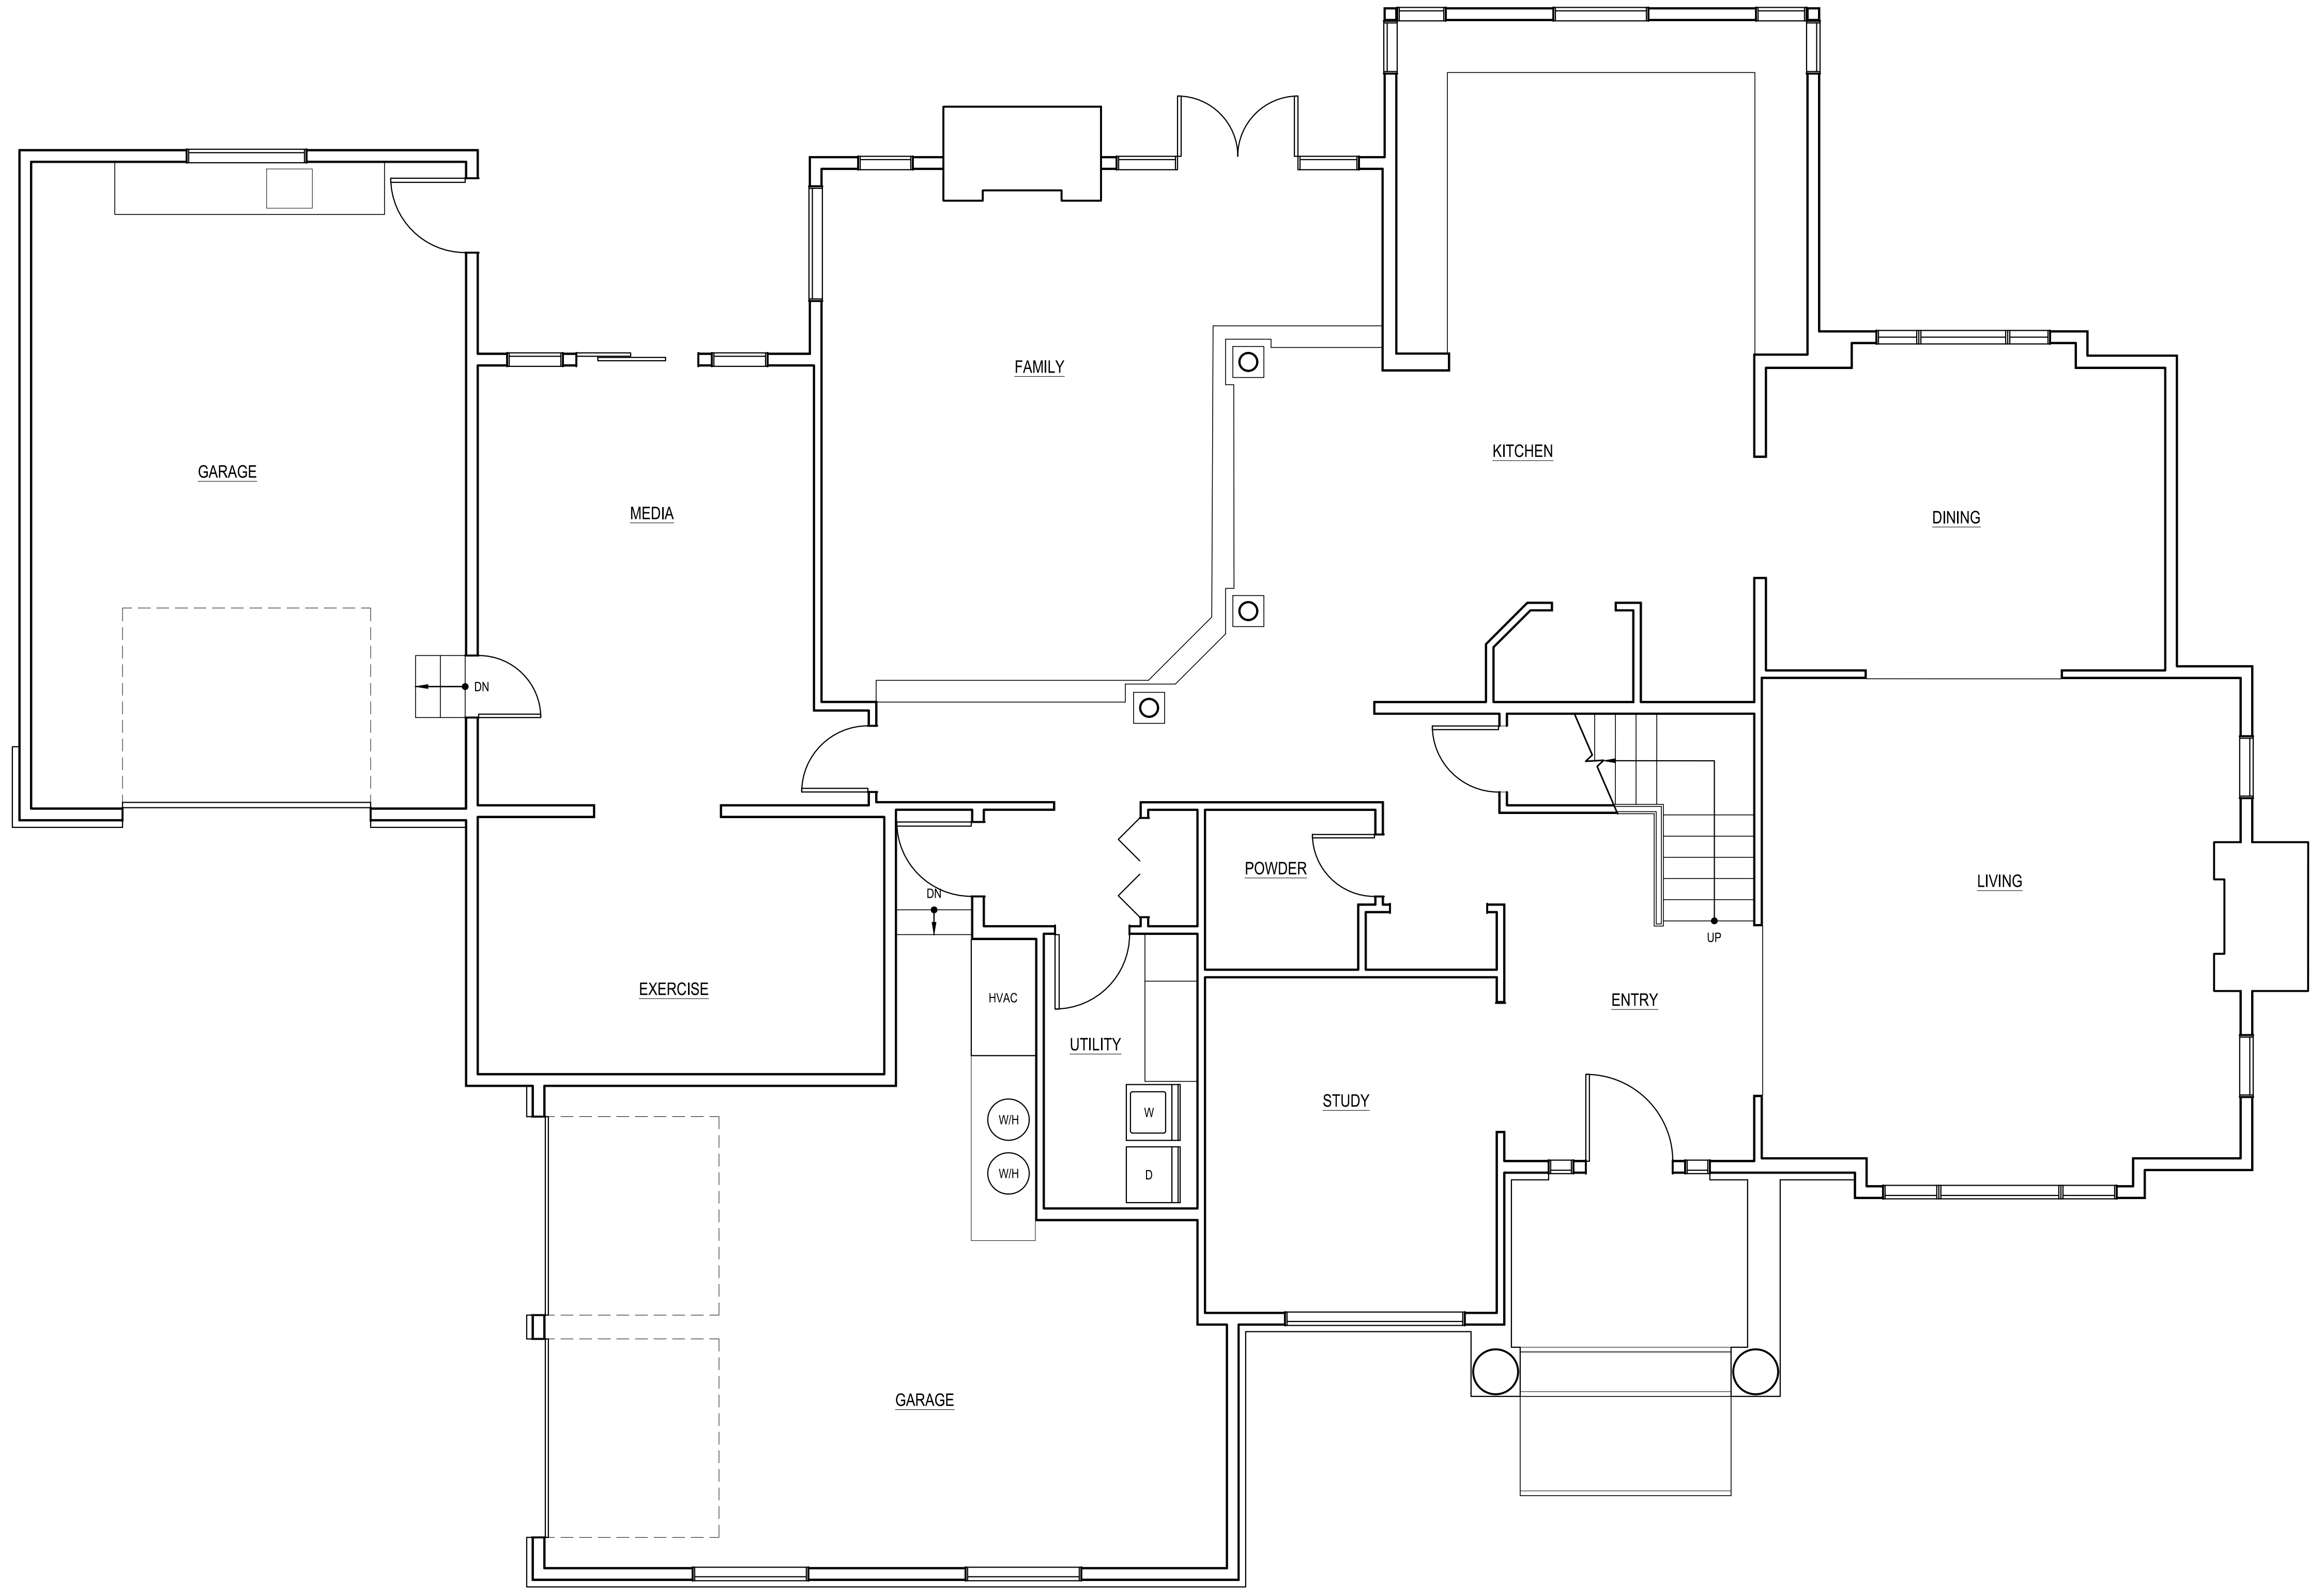 FAMILY
KITCHEN
GARAGE
MEDIA
DINING
DN
POWDER
LIVING
DN
UP
EXERCISE
HVAC
ENTRY
UTILITY
STUDY
W
W/H
W/H
D
GARAGE